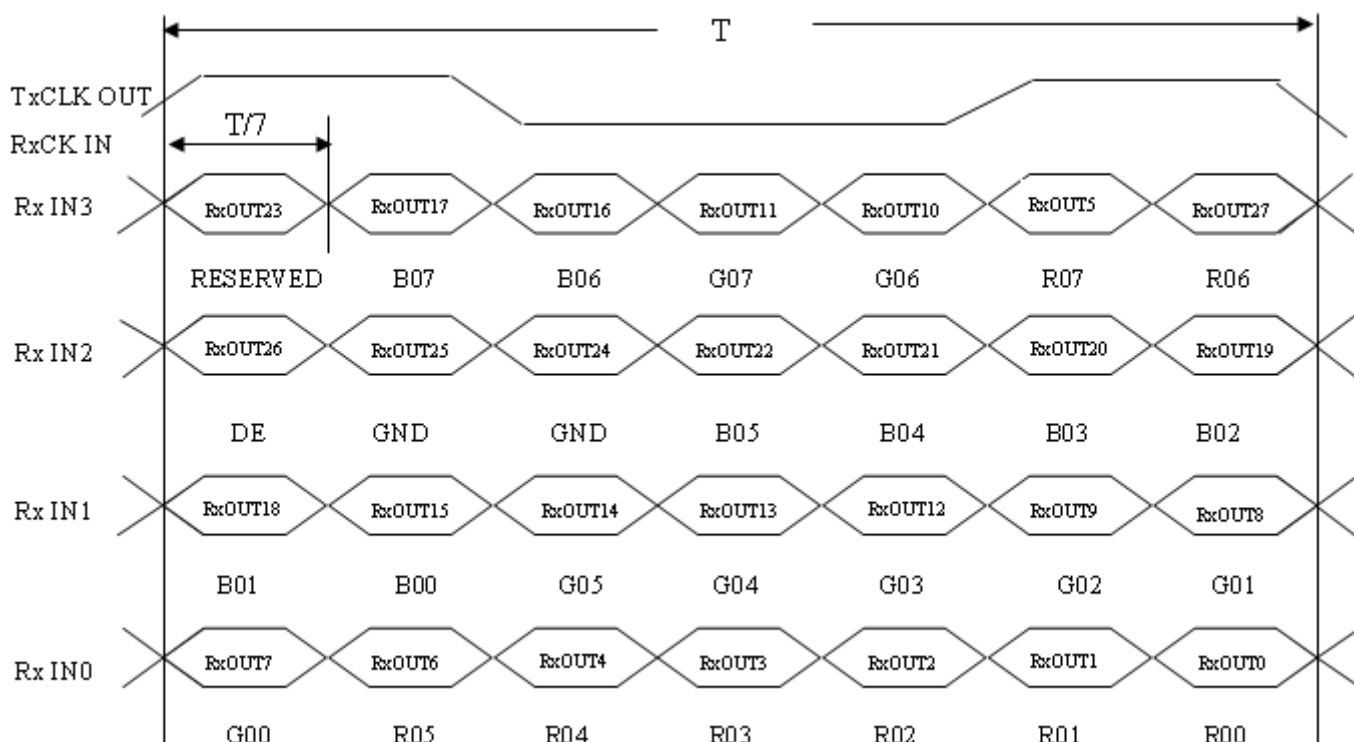 T
TxCLK OUT
T/7
RxCK IN
Rx IN3 RxOUT23 RxOUT17 RxOUT16 RxOUT11 RxOUT10 RxOUT5 RxOUT27
RESERVED B07 B06 G07 G06 R07 R06
Rx IN2 RxOUT26 RxOUT25 RxOUT24 RxOUT22 RxOUT21 RxOUT20 RxOUT19
DE GND GND B05 B04 B03 B02
Rx IN1 RxOUT18 RxOUT15 RxOUT14 RxOUT13 RxOUT12 RxOUT9 RxOUT8
B01 B00 G05 G04 G03 G02 G01
Rx IN0 RxOUT7 RxOUT6 RxOUT4 RxOUT3 RxOUT2 RxOUT1 RxOUT0
G00 R05 R04 R03 R02 R01 R00